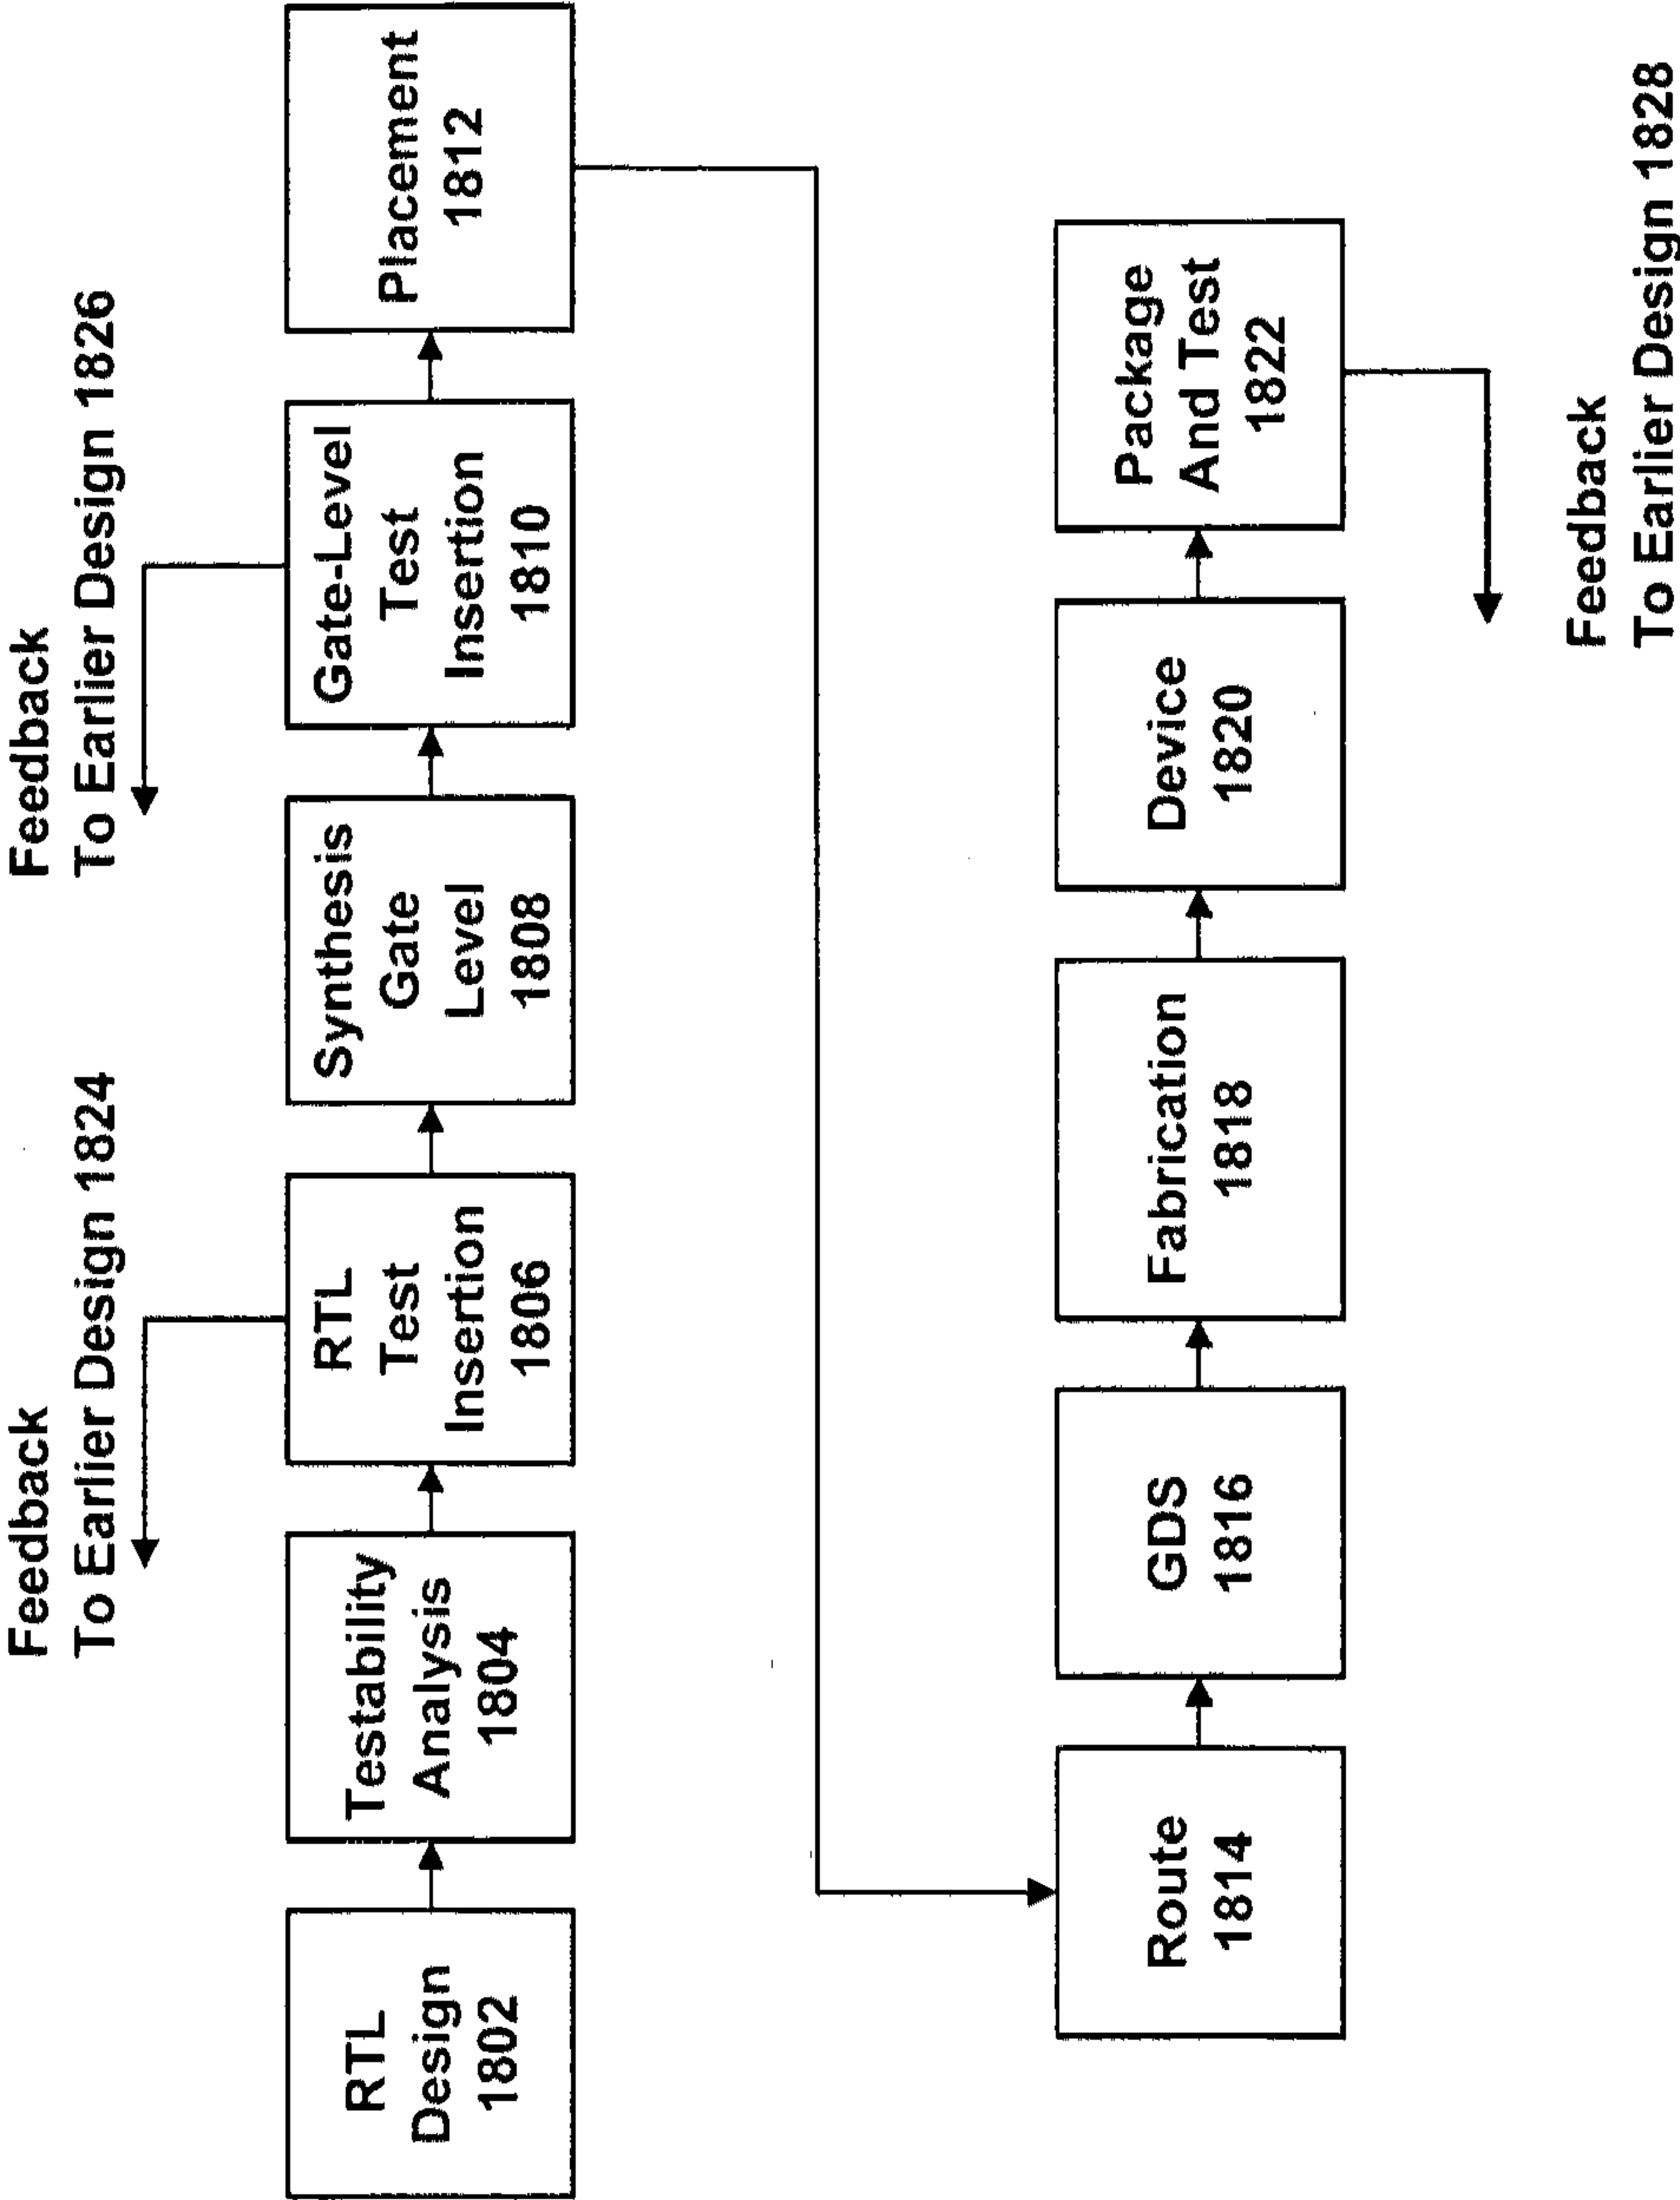 Feedback
To Earlier Design 1824
Feedback
To Earlier Design 1826
RTL
Design
1802
Testability
Analysis
1804
RTL
Test
Insertion
1806
Synthesis
Gate
Level
1808
Gate-Level
Test
Insertion
1810
Placement
1812
Route
1814
GDS
1816
Fabrication
1818
Device
1820
Package
And Test
1822
Feedback
To Earlier Design 1828